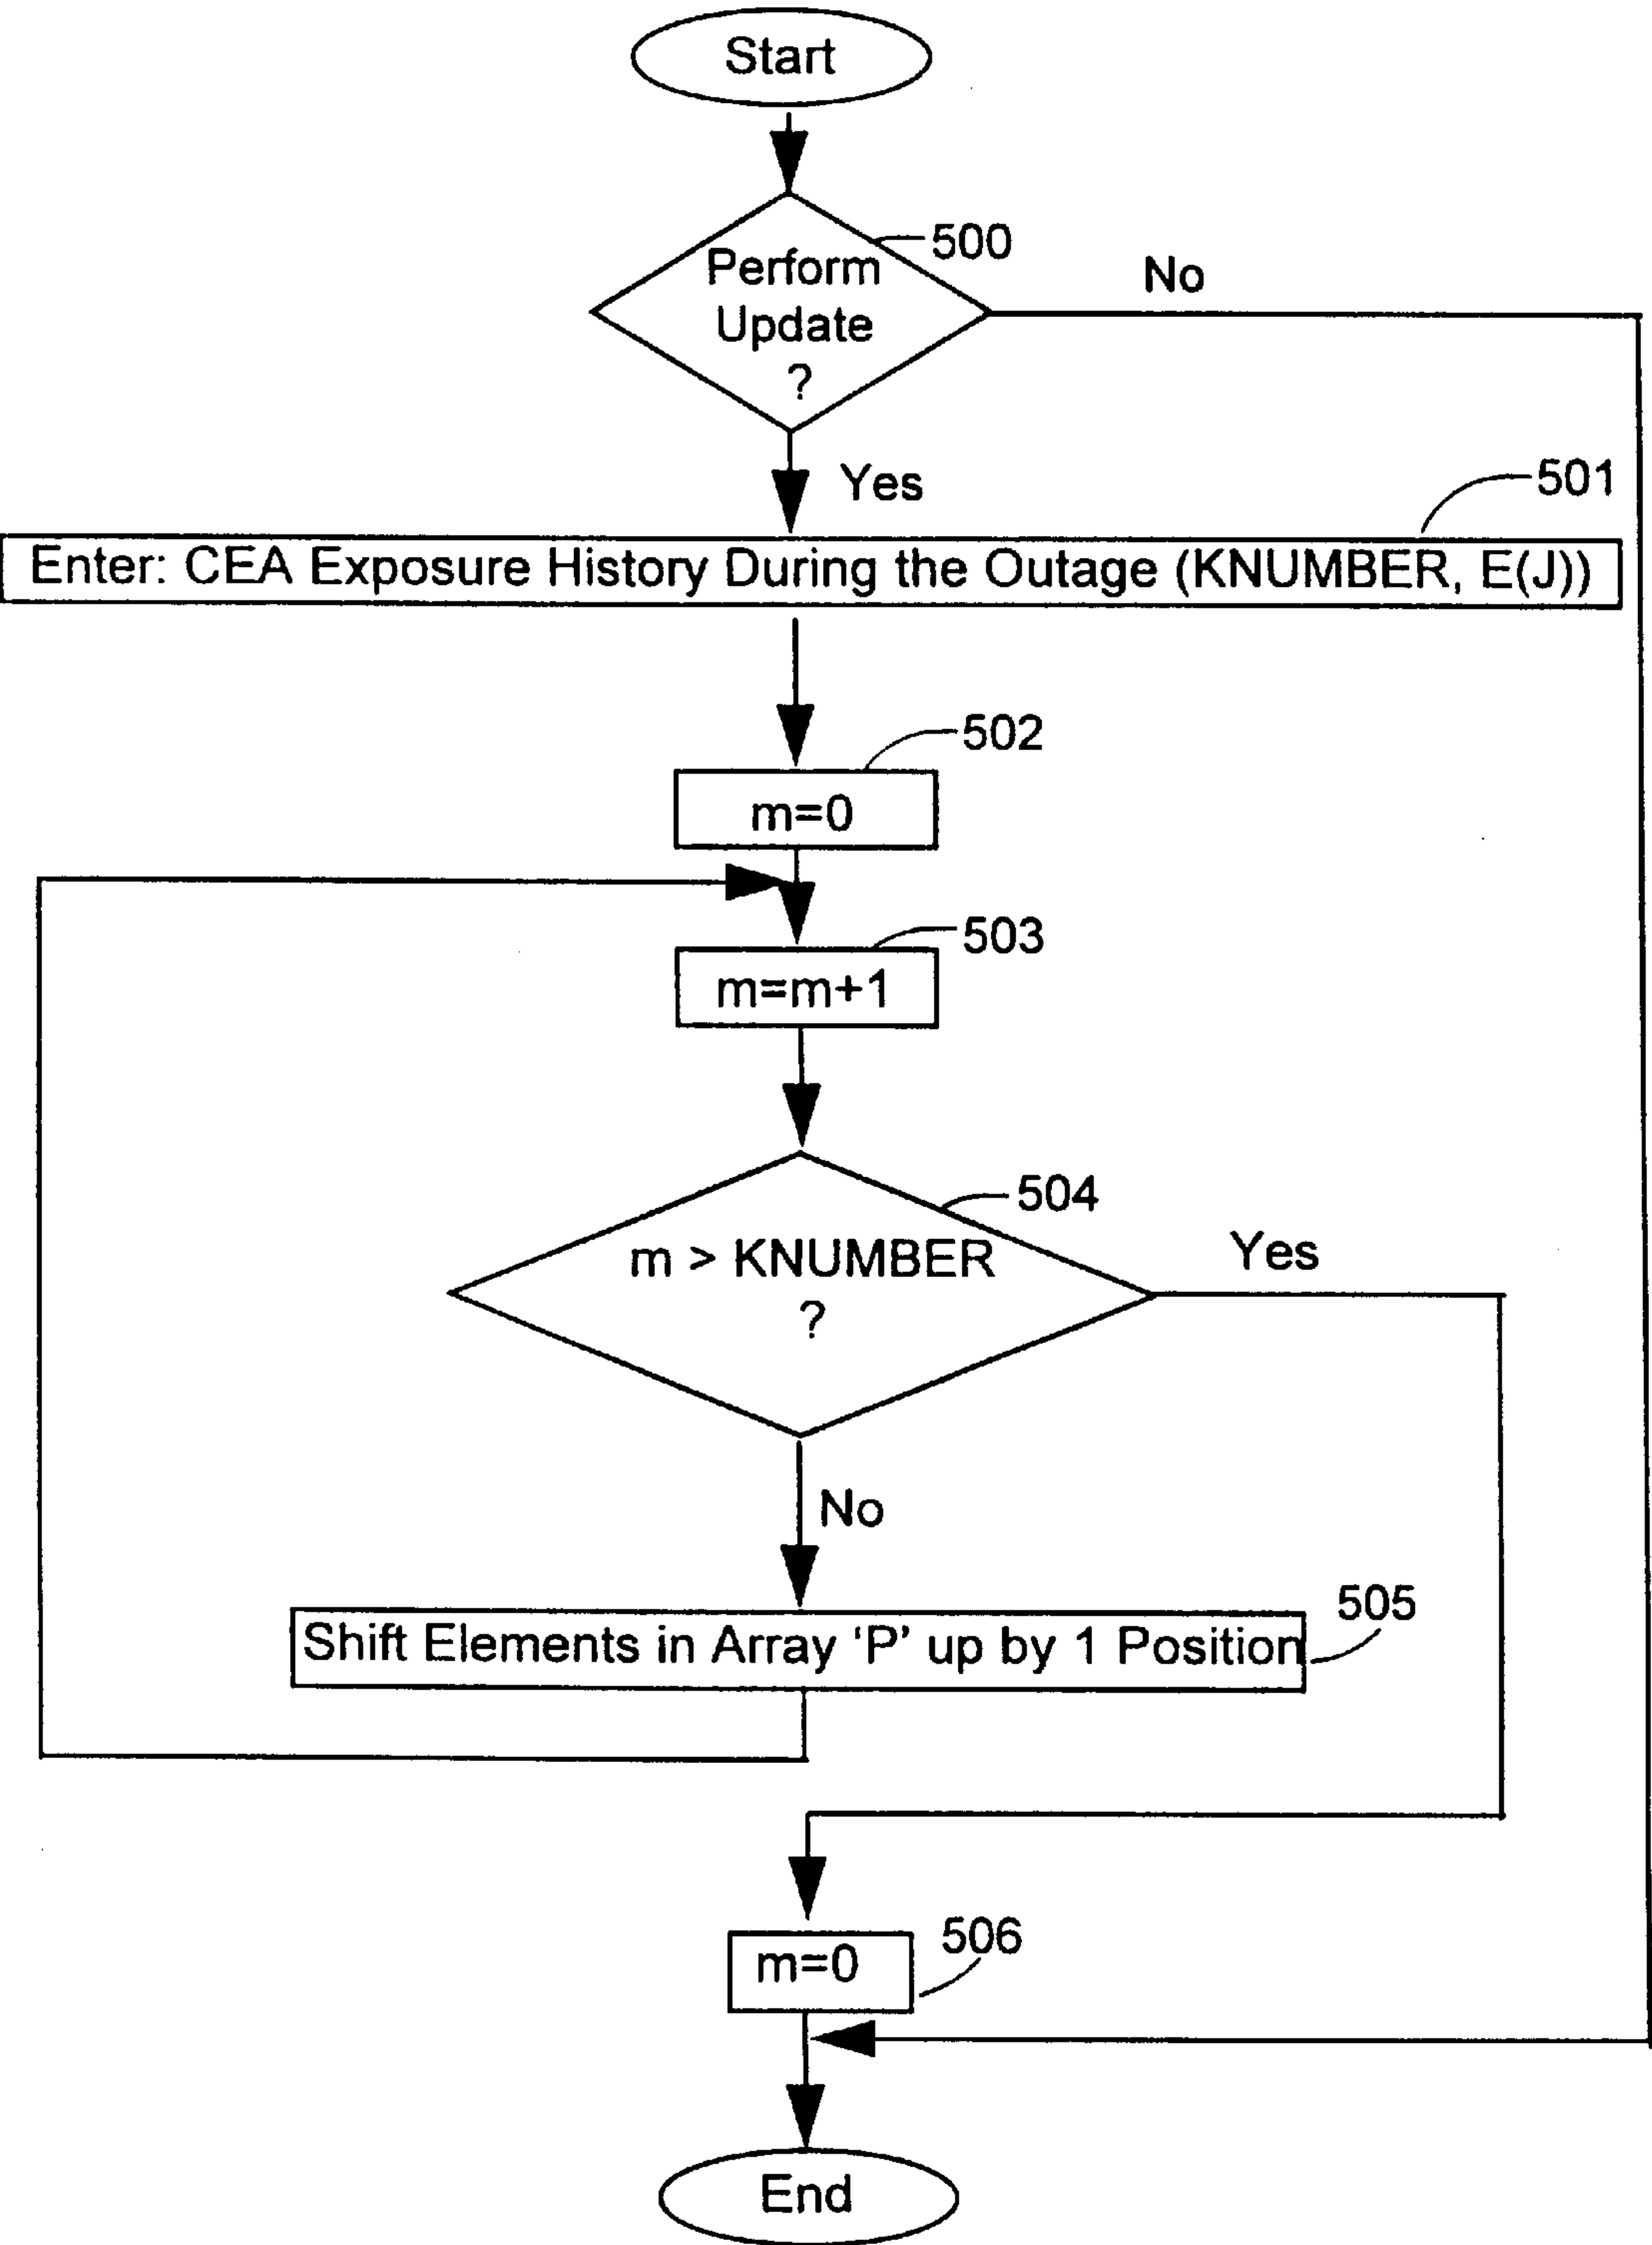 Start
500
Perform
Update
?
No
Yes
501
Enter: CEA Exposure History During the Outage (KNUMBER, E(J))
502
m=0
503
m=m+1
504
m > KNUMBER
?
Yes
No
505
Shift Elements in Array ‘P’ up by 1 Position
506
m=0
End